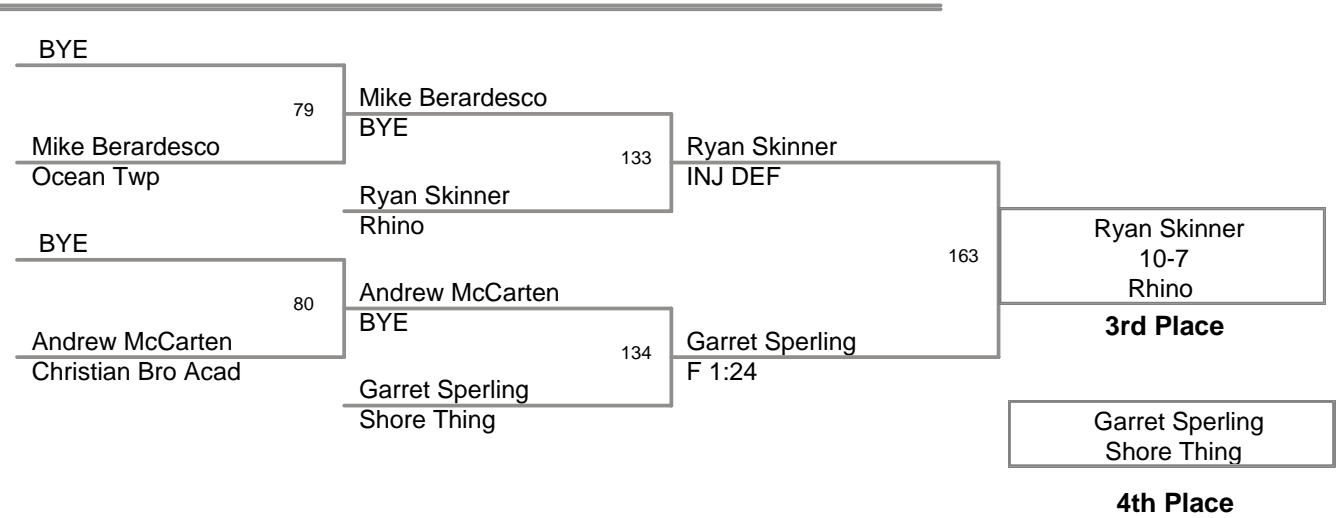 BYE
79
Mike Berardesco
Ocean Twp
Mike Berardesco
BYE
133
Ryan Skinner
Rhino
Ryan Skinner
INJ DEF
BYE
80
Andrew McCarten
Christian Bro Acad
Andrew McCarten
BYE
134
Garret Sperling
Shore Thing
Garret Sperling
F 1:24
163
Ryan Skinner
10-7
Rhino
3rd Place
Garret Sperling
Shore Thing
4th Place